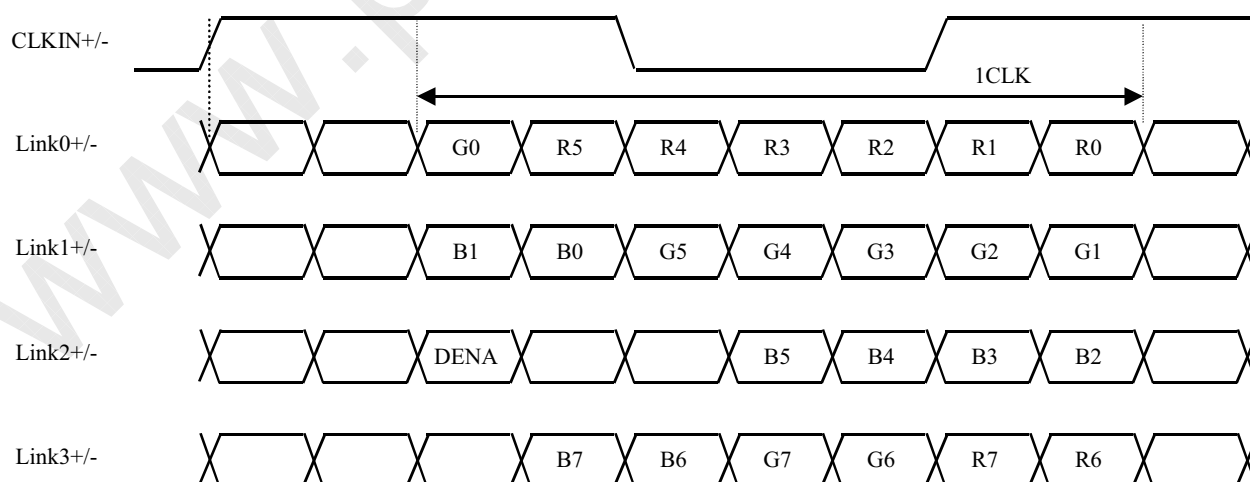 CLKIN+/-
1CLK
Link0+/- G0 R5 R4 R3 R2 R1 R0
Link1+/- B1 B0 G5 G4 G3 G2 G1
Link2+/- DENA B5 B4 B3 B2
Link3+/- B7 B6 G7 G6 R7 R6
www.p